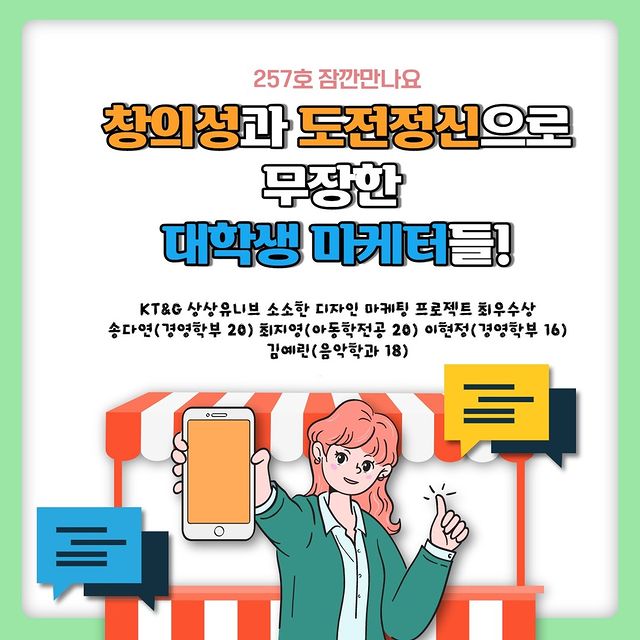 257호 잠깐만나요
창의성과 도전정신으로
무장한
대학생 마케터들!
KT&G 상상유니브 소소한 디자인 마케팅 프로젝트 최우수상
송다연(경영학부 20) 최지영(아동학전공 20) 이현정(경영학부 16)
김예린(음악학과 18)